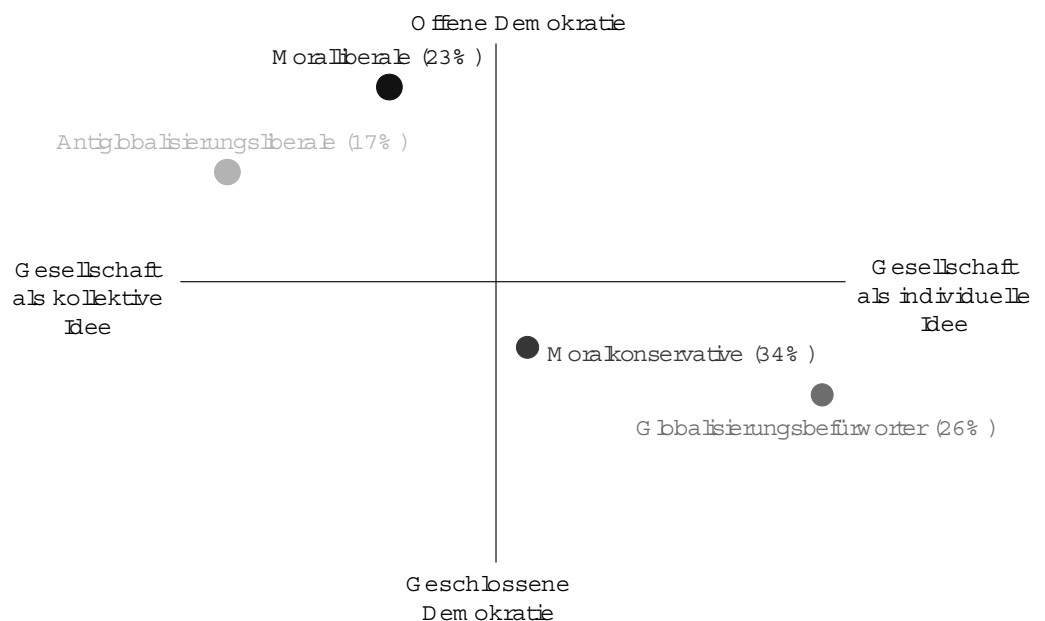 Offene Demokratie
Moralliberale (23%)
Antiglobalisierungsliberale (17%)
Gesellschaft
als kollektive
Idee
Gesellschaft
als individuelle
Idee
Moralkonservative (34%)
Globalisierungsbefürworter (26%)
Geschlossene
Demokratie